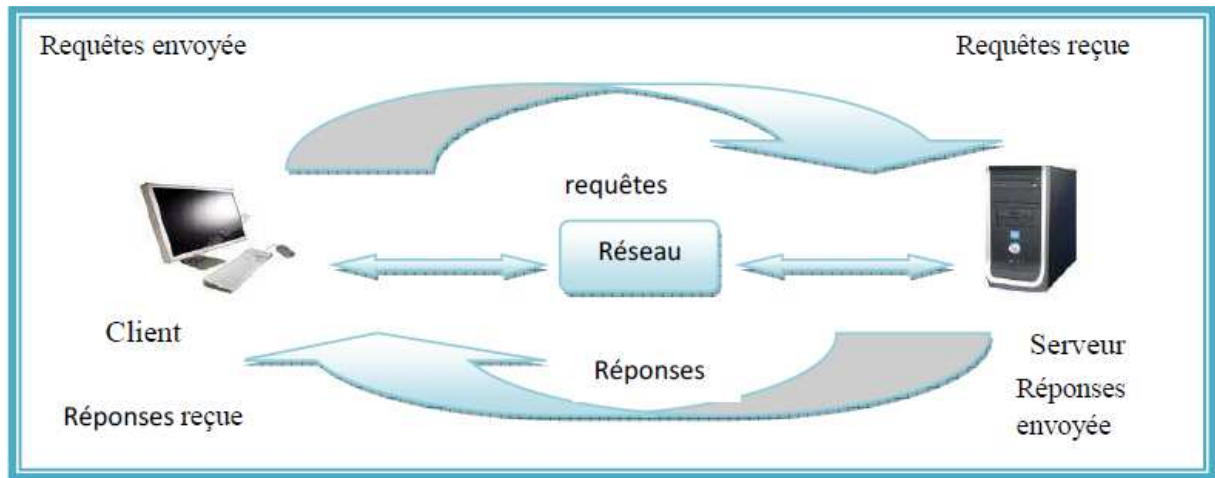 Requêtes envoyée
Requêtes reçue
requêtes
Réseau
Client
Serveur
Réponses
Réponses reçue
Réponses
envoyée